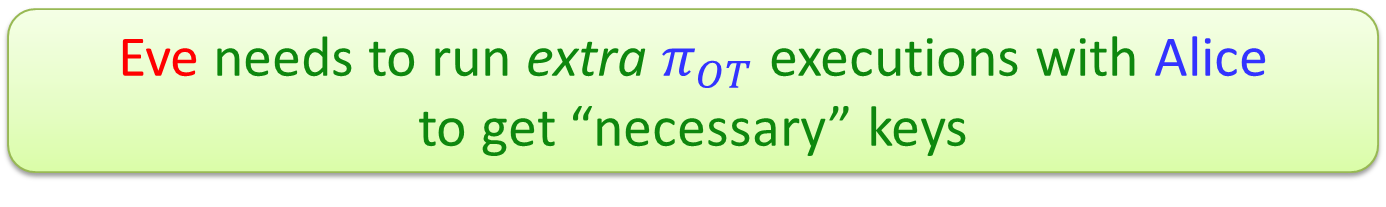 Eve needs to run extra π_OT executions with Alice
to get “necessary” keys